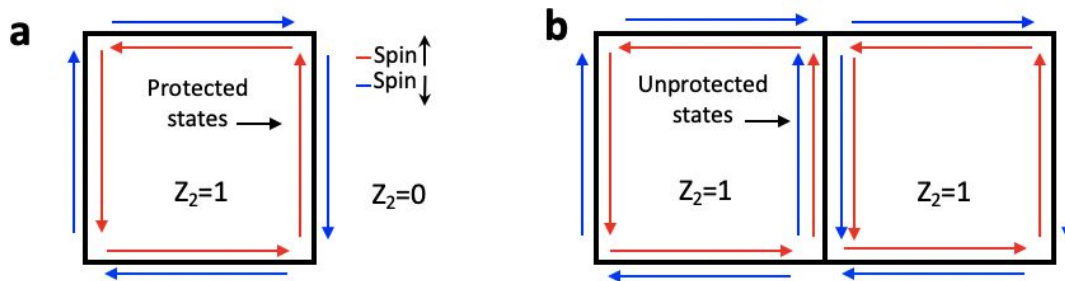 a
Spin
Spin
Protected
states
Z₂=1
Z₂=0
b
Unprotected
states
Z₂=1
Z₂=1